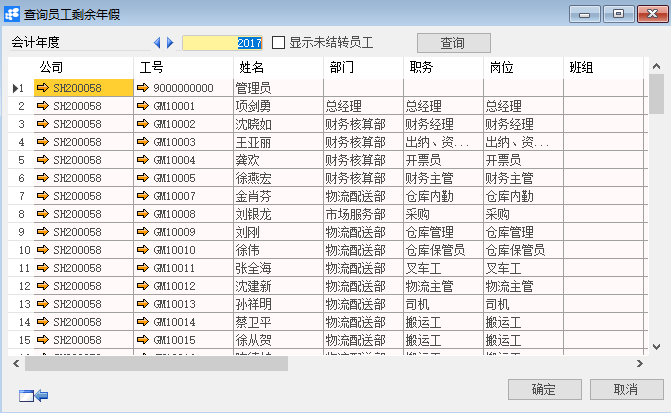 查询员工剩余年假
会计年度 2017 显示未结转员工 查询
公司 工号 姓名 部门 职务 岗位 班组
1 SH200058 9000000000 管理员
2 SH200058 GM10001 项剑勇 总经理 总经理 总经理
3 SH200058 GM10002 沈晓如 财务核算部 财务经理 财务经理
4 SH200058 GM10003 王亚丽 财务核算部 出纳、资... 出纳、资...
5 SH200058 GM10004 龚欢 财务核算部 开票员 开票员
6 SH200058 GM10005 徐燕宏 财务核算部 财务主管 财务主管
7 SH200058 GM10007 金肖芬 物流配送部 仓库内勤 仓库内勤
8 SH200058 GM10008 刘银龙 市场服务部 采购 采购
9 SH200058 GM10009 刘刚 物流配送部 仓库管理 仓库管理
10 SH200058 GM10010 徐伟 物流配送部 仓库保管员 仓库保管员
11 SH200058 GM10011 张全海 物流配送部 叉车工 叉车工
12 SH200058 GM10012 沈建新 物流配送部 物流主管 物流主管
13 SH200058 GM10013 孙祥明 物流配送部 司机 司机
14 SH200058 GM10014 蔡卫平 物流配送部 搬运工 搬运工
15 SH200058 GM10015 徐从贺 物流配送部 搬运工 搬运工
确定 取消